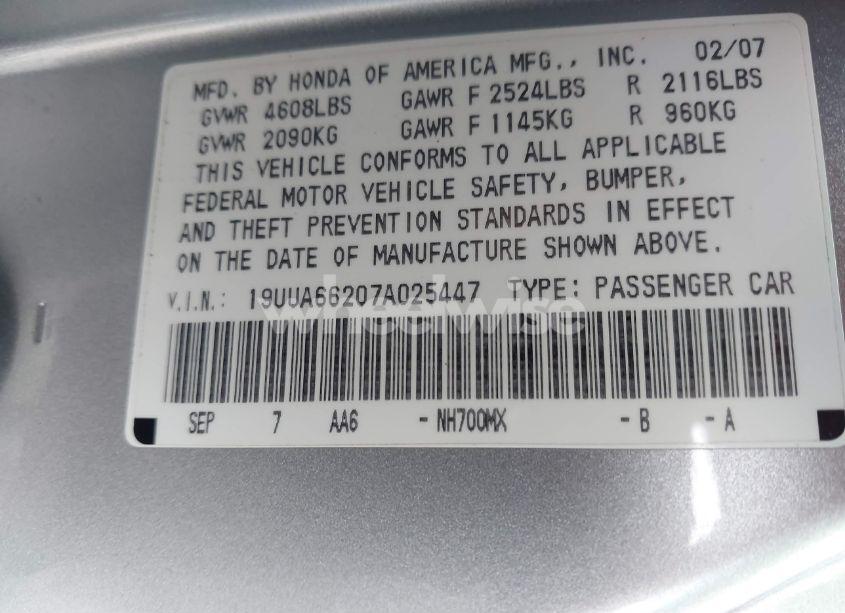 MFD. BY HONDA OF AMERICA MFG., INC. 02/07
GVWR 4608LBS GAWR F 2524LBS R 2116LBS
GVWR 2090KG GAWR F 1145KG R 960KG
THIS VEHICLE CONFORMS TO ALL APPLICABLE
FEDERAL MOTOR VEHICLE SAFETY, BUMPER,
AND THEFT PREVENTION STANDARDS IN EFFECT
ON THE DATE OF MANUFACTURE SHOWN ABOVE.
V.I.N.: 19UUA66207A025447 TYPE: PASSENGER CAR
wheelwise
SEP 7 AA6 -NH700MX -B -A